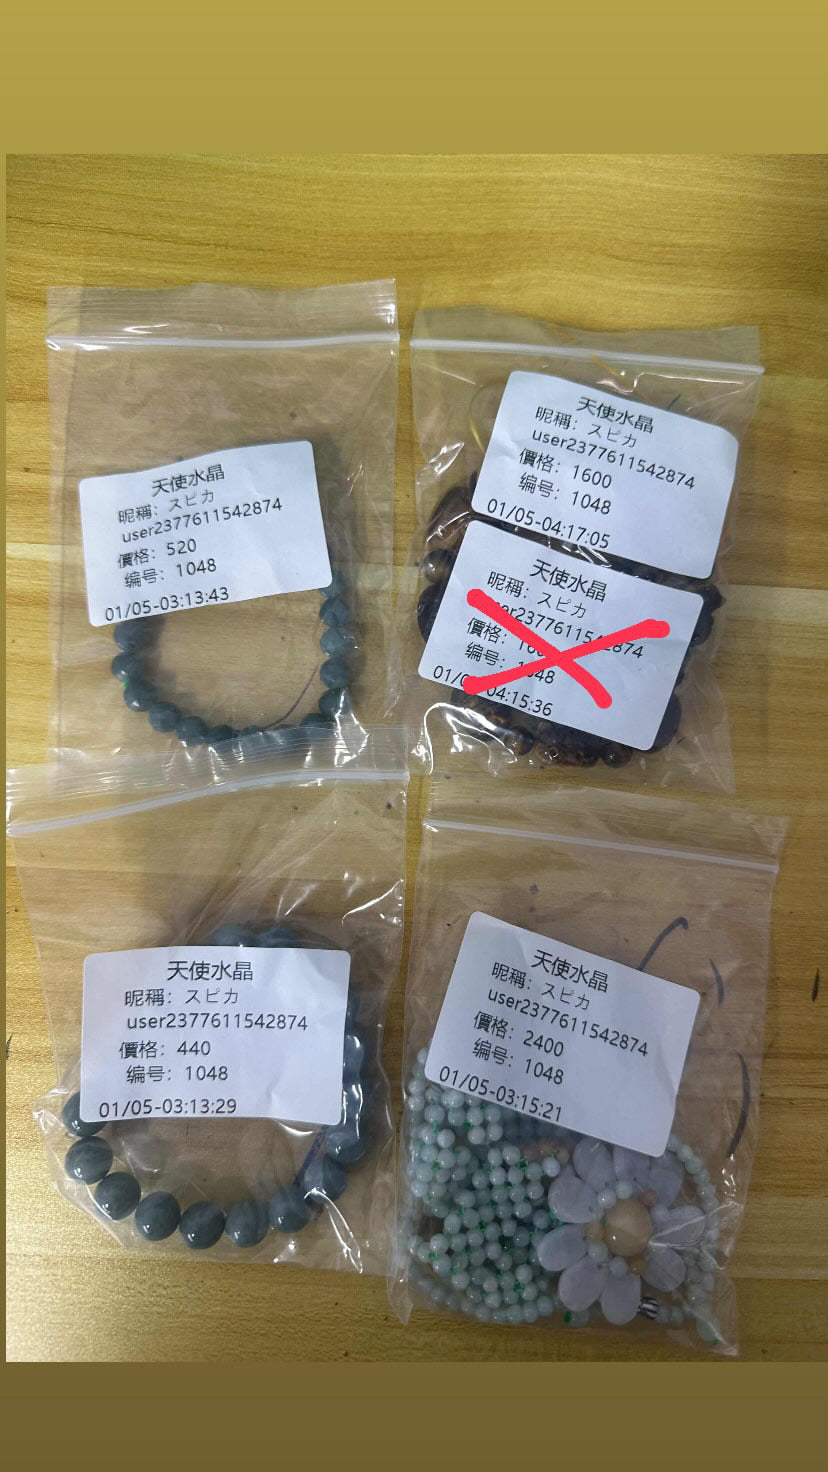 天使水晶
昵稱：スピカ
user2377611542874
價格：520
编号：1048
01/05-03:13:43
天使水晶
昵稱：スピカ
user2377611542874
價格：1600
编号：1048
01/05-04:17:05
天使水晶
昵稱：スピカ
價格：
编号：
04:15:36
天使水晶
昵稱：スピカ
user2377611542874
價格：440
编号：1048
01/05-03:13:29
天使水晶
昵稱：スピカ
user2377611542874
價格：2400
编号：1048
01/05-03:15:21